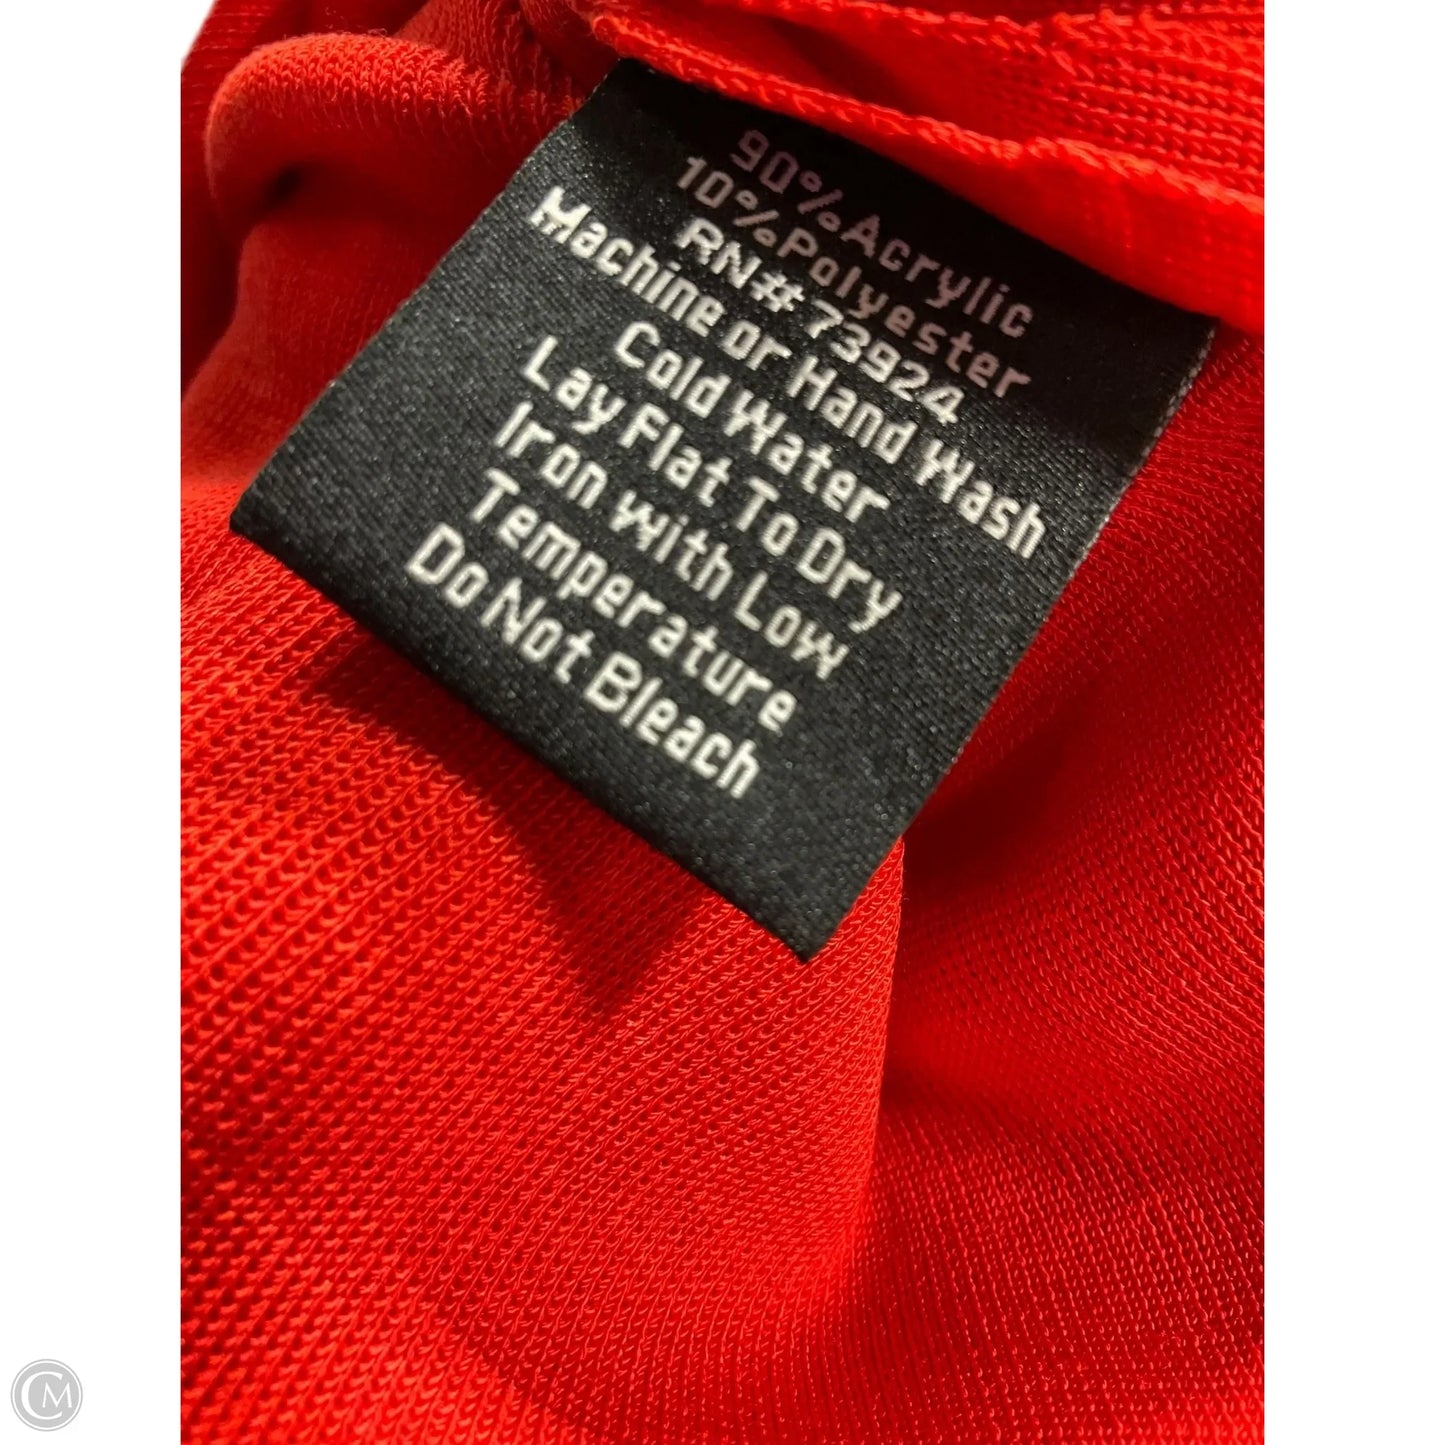 90%Acrylic
10%Polyester
RN#73924
Machine or Hand Wash
Cold Water
Lay Flat To Dry
Iron with Low
Temperature
Do Not Bleach
CM